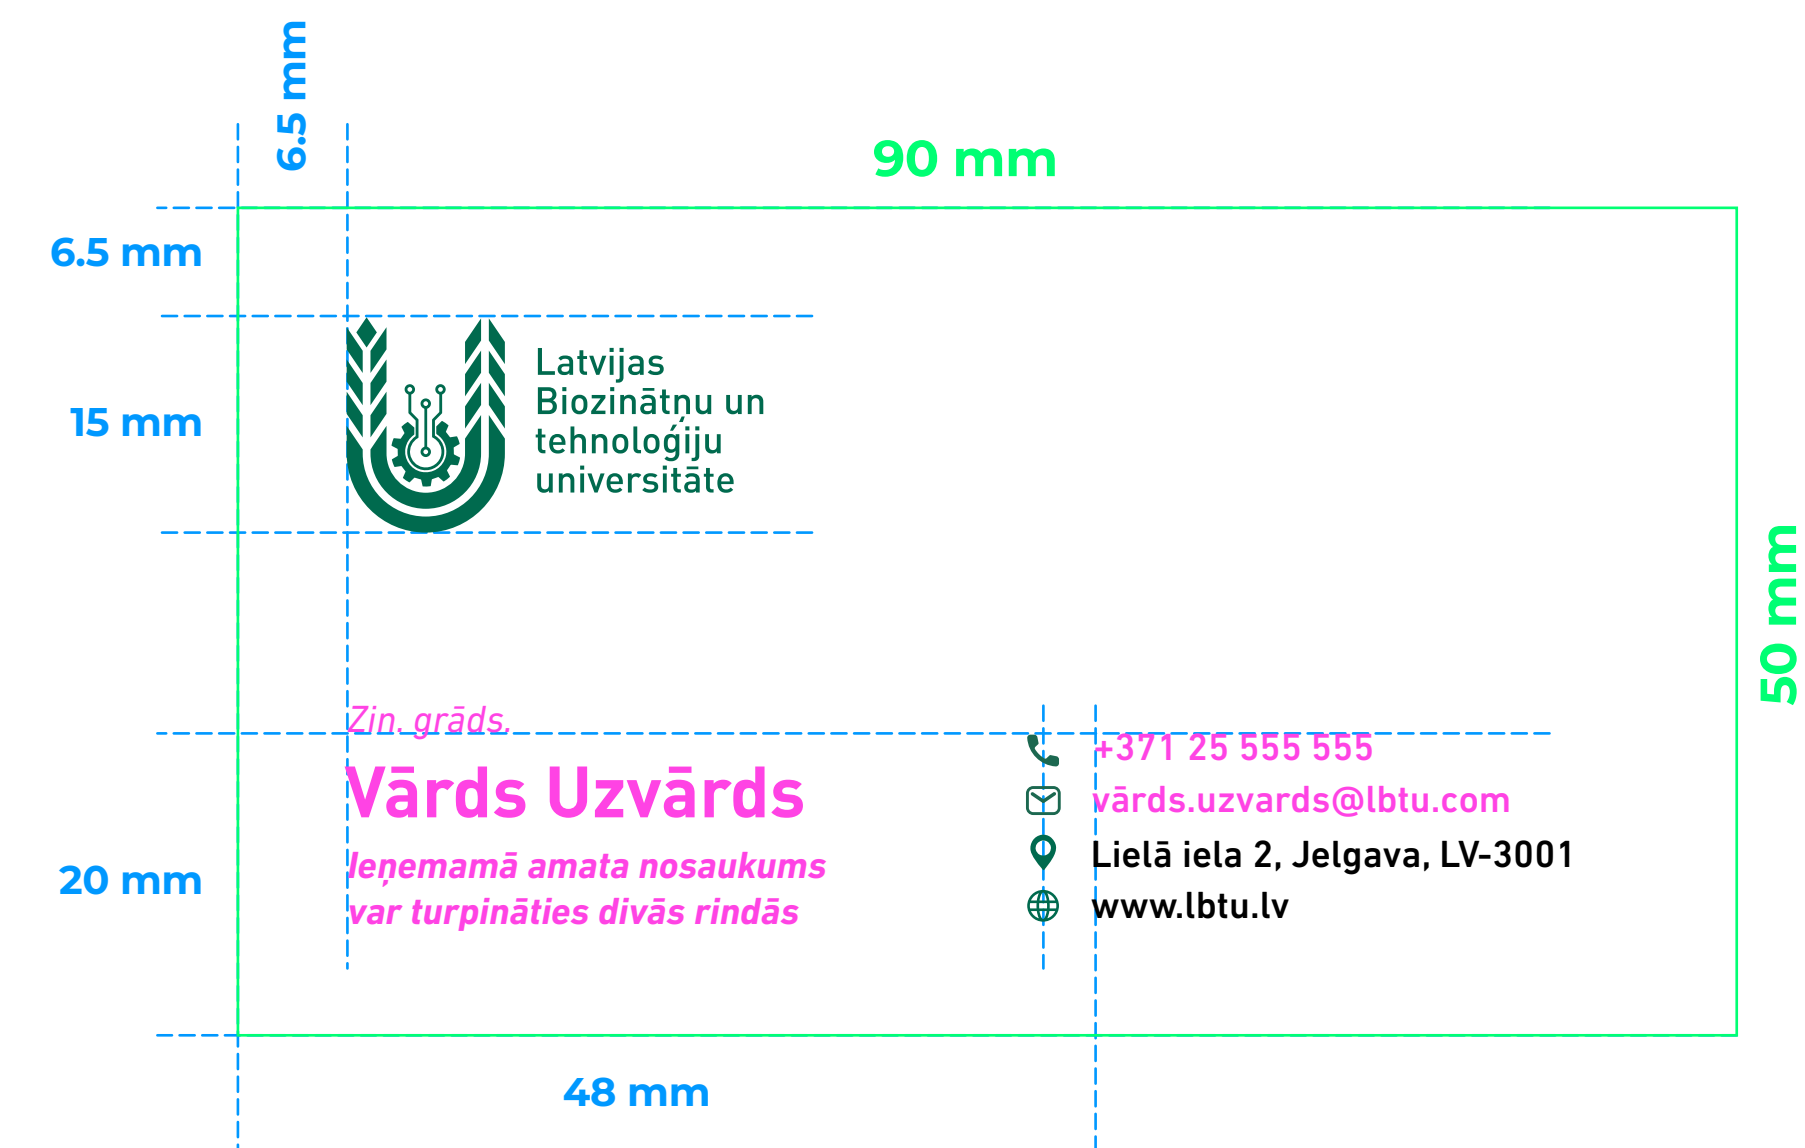 6.5 mm
90 mm
6.5 mm
15 mm
Latvijas
Biozinātņu un
tehnoloģiju
universitāte
50 mm
Zin. grāds.
Vārds Uzvārds
Ieņemamā amata nosaukums
var turpināties divās rindās
+371 25 555 555
vārds.uzvards@lbtu.com
Lielā iela 2, Jelgava, LV-3001
www.lbtu.lv
20 mm
48 mm